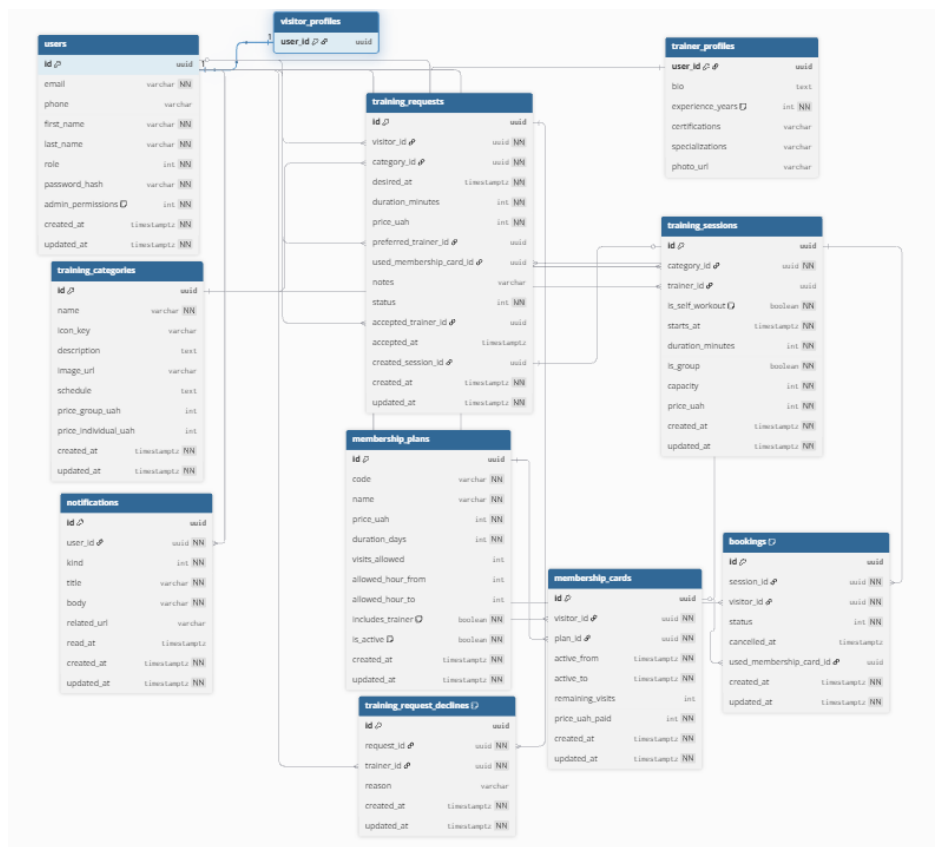 visitor_profiles
user_id uuid
users
id uuid
email varchar NN
phone varchar
first_name varchar NN
last_name varchar NN
role int NN
password_hash varchar NN
admin_permissions int NN
created_at timestamptz NN
updated_at timestamptz NN
1
1
trainer_profiles
user_id uuid
bio text
experience_years int NN
certifications varchar
specializations varchar
photo_url varchar
training_requests
id uuid
visitor_id uuid NN
category_id uuid NN
desired_at timestamptz NN
duration_minutes int NN
price_uah int NN
preferred_trainer_id uuid
used_membership_card_id uuid
notes varchar
status int NN
accepted_trainer_id uuid
accepted_at timestamptz
created_session_id uuid
created_at timestamptz NN
updated_at timestamptz NN
training_sessions
id uuid
category_id uuid NN
trainer_id uuid
is_self_workout boolean NN
starts_at timestamptz NN
duration_minutes int NN
is_group boolean NN
capacity int NN
price_uah int NN
created_at timestamptz NN
updated_at timestamptz NN
training_categories
id uuid
name varchar NN
icon_key varchar
description text
image_url varchar
schedule text
price_group_uah int
price_individual_uah int
created_at timestamptz NN
updated_at timestamptz NN
membership_plans
id uuid
code varchar NN
name varchar NN
price_uah int NN
duration_days int NN
visits_allowed int
allowed_hour_from int
allowed_hour_to int
includes_trainer boolean NN
is_active boolean NN
created_at timestamptz NN
updated_at timestamptz NN
notifications
id uuid
user_id uuid NN
kind int NN
title varchar NN
body varchar NN
related_url varchar
read_at timestamptz
created_at timestamptz NN
updated_at timestamptz NN
bookings
id uuid
session_id uuid NN
visitor_id uuid NN
status int NN
cancelled_at timestamptz
used_membership_card_id uuid
created_at timestamptz NN
updated_at timestamptz NN
membership_cards
id uuid
visitor_id uuid NN
plan_id uuid NN
active_from timestamptz NN
active_to timestamptz NN
remaining_visits int
price_uah_paid int NN
created_at timestamptz NN
updated_at timestamptz NN
training_request_declines
id uuid
request_id uuid NN
trainer_id uuid NN
reason varchar
created_at timestamptz NN
updated_at timestamptz NN